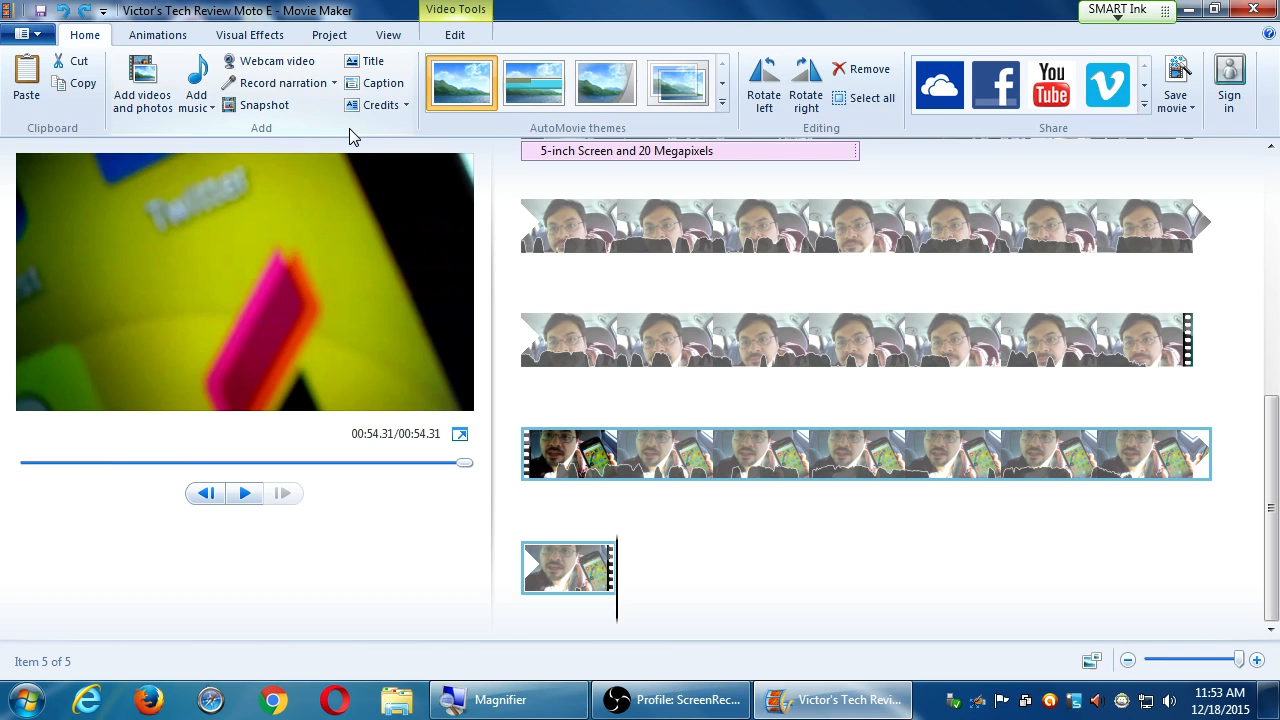 Victor's Tech Review Moto E - Movie Maker
Video Tools
SMART Ink
Home
Animations
Visual Effects
Project
View
Edit
Paste
Cut
Copy
Clipboard
Add videos
and photos
Add
music
Webcam video
Record narration
Snapshot
Title
Caption
Credits
Add
AutoMovie themes
Rotate
left
Rotate
right
Remove
Select all
Editing
You
Tube
Share
Save
movie
Sign
in
5-inch Screen and 20 Megapixels
00:54.31/00:54.31
Item 5 of 5
Magnifier
Profile: ScreenRec...
Victor's Tech Revi...
11:53 AM
12/18/2015